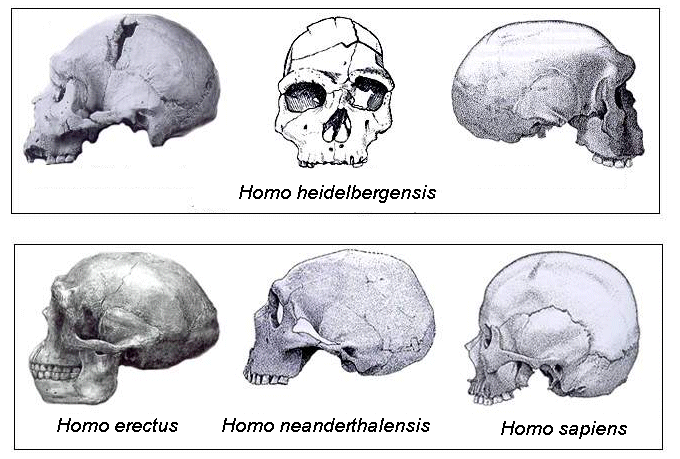 Homo heidelbergensis
Homo erectus
Homo neanderthalensis
Homo sapiens